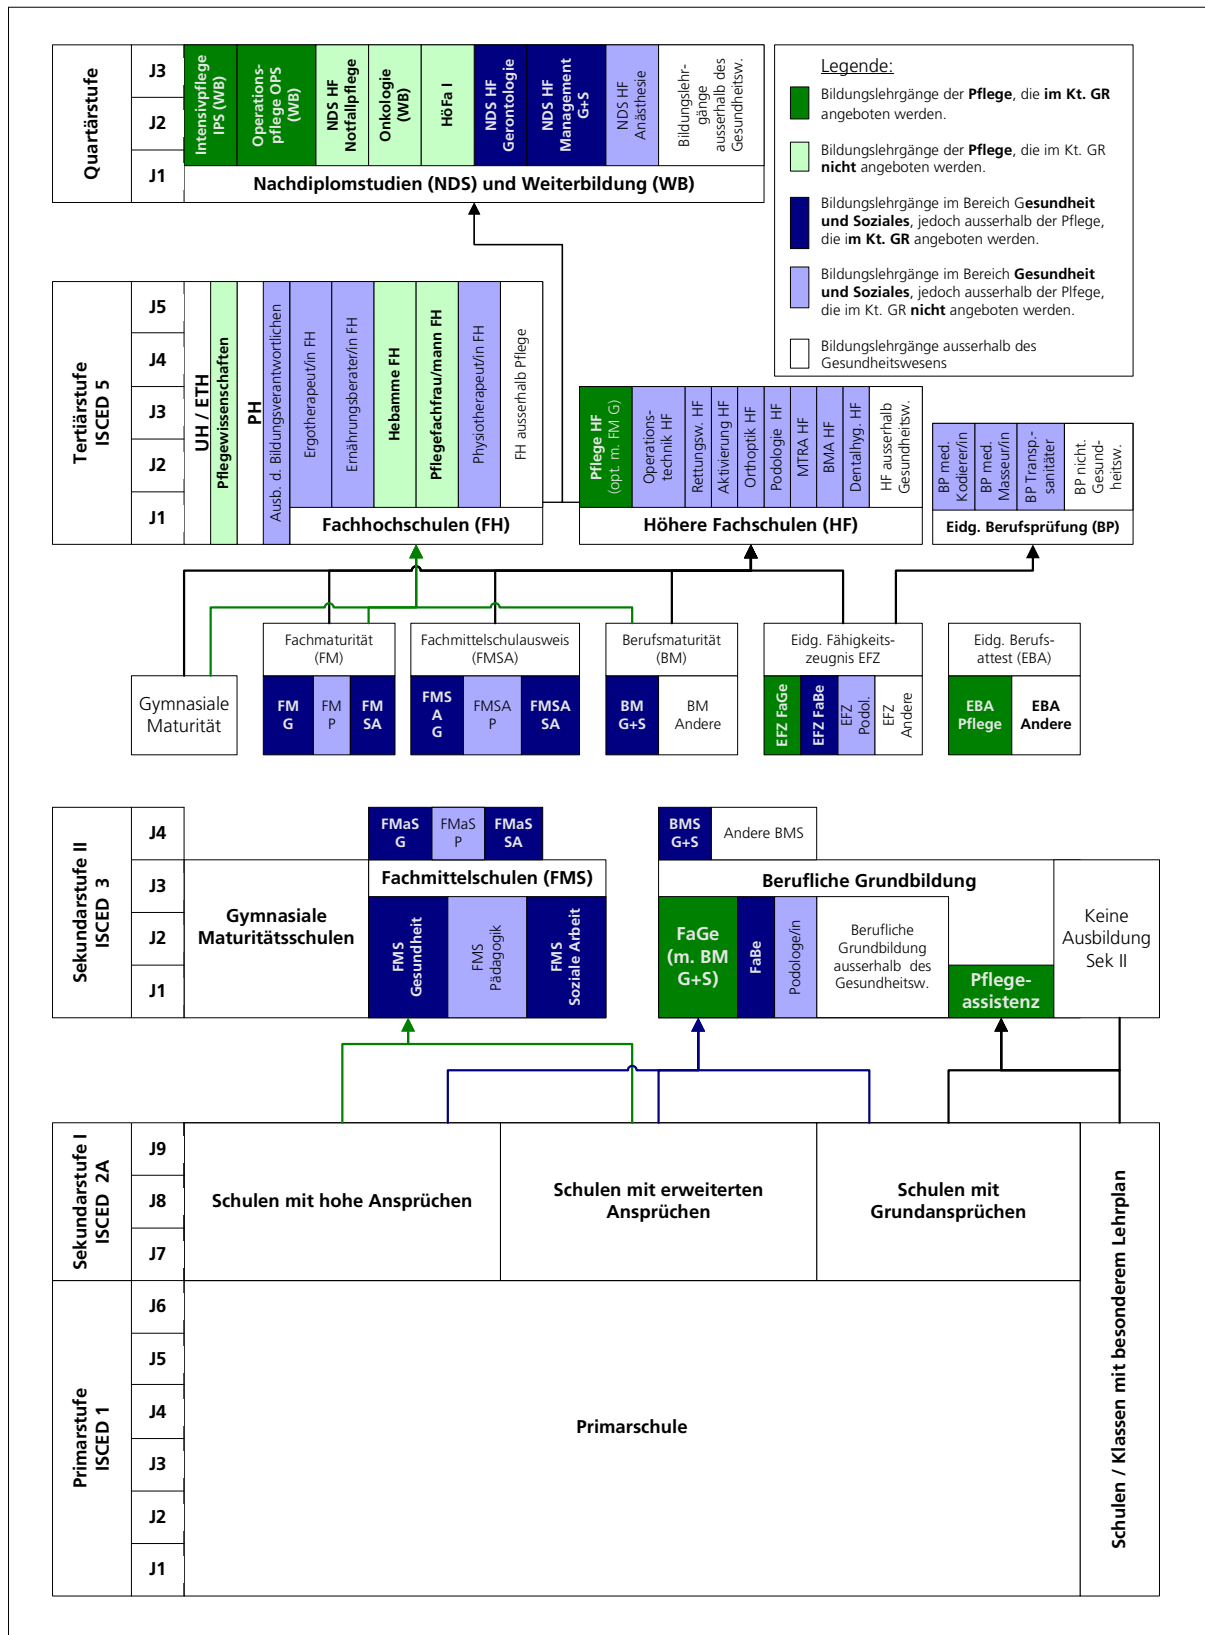 Quartärstufe
J3
J2
J1
Intensivpflege
IPS (WB)
Operations-
pflege OPS
(WB)
NDS HF
Notfallpflege
Onkologie
(WB)
HöFa I
NDS HF
Gerontologie
NDS HF
Management
G+S
NDS HF
Anästhesie
Bildungslehr-
gänge
ausserhalb des
Gesundheitsw.
Nachdiplomstudien (NDS) und Weiterbildung (WB)
Legende:
Bildungslehrgänge der Pflege, die im Kt. GR
angeboten werden.
Bildungslehrgänge der Pflege, die im Kt. GR
nicht angeboten werden.
Bildungslehrgänge im Bereich Gesundheit
und Soziales, jedoch ausserhalb der Pflege,
die im Kt. GR angeboten werden.
Bildungslehrgänge im Bereich Gesundheit
und Soziales, jedoch ausserhalb der Plfege,
die im Kt. GR nicht angeboten werden.
Bildungslehrgänge ausserhalb des
Gesundheitswesens
Tertiärstufe
ISCED 5
J5
J4
J3
J2
J1
UH / ETH
Pflegewissenschaften
PH
Ausb. d. Bildungsverantwortlichen
Ergotherapeut/in FH
Ernährungsberater/in FH
Hebamme FH
Pflegefachfrau/mann FH
Physiotherapeut/in FH
FH ausserhalb Pflege
Fachhochschulen (FH)
Pflege HF
(opt. m. FM G)
Operations-
technik HF
Rettungsw. HF
Aktivierung HF
Orthoptik HF
Podologie HF
MTRA HF
BMA HF
Dentalhyg. HF
HF ausserhalb
Gesundheitsw.
Höhere Fachschulen (HF)
BP med.
Kodierer/in
BP med.
Masseur/in
BP Transp.-
sanitäter
BP nicht.
Gesund-
heitsw.
Eidg. Berufsprüfung (BP)
Gymnasiale
Maturität
Fachmaturität
(FM)
FM
G
FM
P
FM
SA
Fachmittelschulausweis
(FMSA)
FMS
A
G
FMSA
P
FMSA
SA
Berufsmaturität
(BM)
BM
G+S
BM
Andere
Eidg. Fähigkeits-
zeugnis EFZ
EFZ FaGe
EFZ FaBe
EFZ
Podol.
EFZ
Andere
Eidg. Berufs-
attest (EBA)
EBA
Pflege
EBA
Andere
Sekundarstufe II
ISCED 3
J4
J3
J2
J1
Gymnasiale
Maturitätsschulen
FMaS
G
FMaS
P
FMaS
SA
Fachmittelschulen (FMS)
FMS
Gesundheit
FMS
Pädagogik
FMS
Soziale Arbeit
BMS
G+S
Andere BMS
Berufliche Grundbildung
FaGe
(m. BM
G+S)
FaBe
Podologe/in
Berufliche
Grundbildung
ausserhalb des
Gesundheitsw.
Pflege-
assistenz
Keine
Ausbildung
Sek II
Sekundarstufe I
ISCED 2A
J9
J8
J7
Schulen mit hohe Ansprüchen
Schulen mit erweiterten
Ansprüchen
Schulen mit
Grundansprüchen
Schulen / Klassen mit besonderem Lehrplan
Primarstufe
ISCED 1
J6
J5
J4
J3
J2
J1
Primarschule